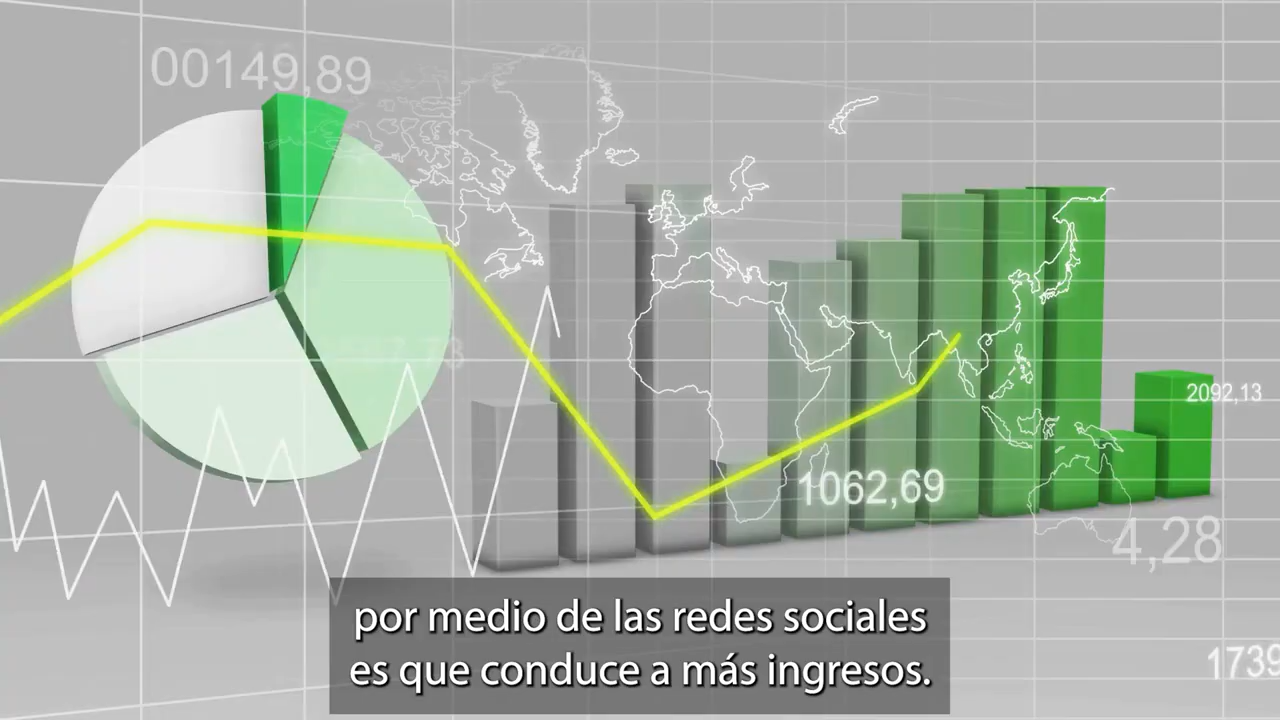 00149,89
2092,13
1062,69
4,28
por medio de las redes sociales
es que conduce a más ingresos.
1739